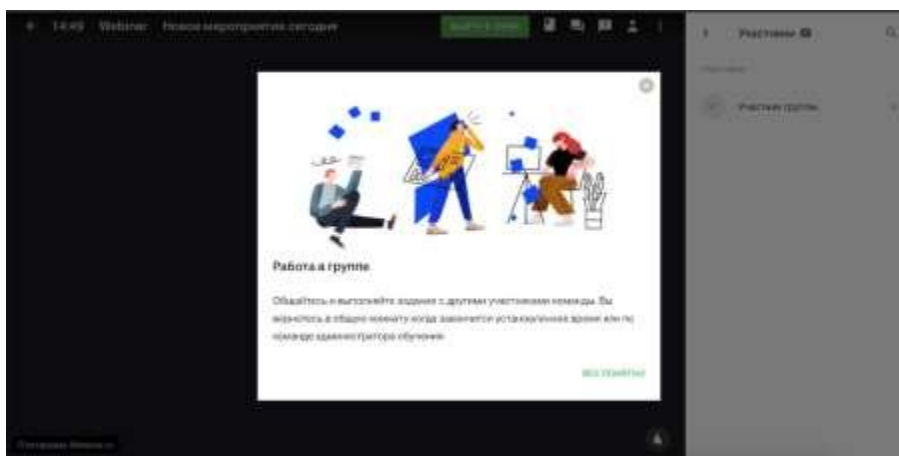 14:49 Webinar Новое мероприятие сегодня
Участники
Участник группы
Работа в группе
Общайтесь и выполняйте задание с другими участниками команды. Вы
вернетесь в общую комнату когда закончится установленное время или по
команде администратора обучения
ВСЕ ПОНЯТНО